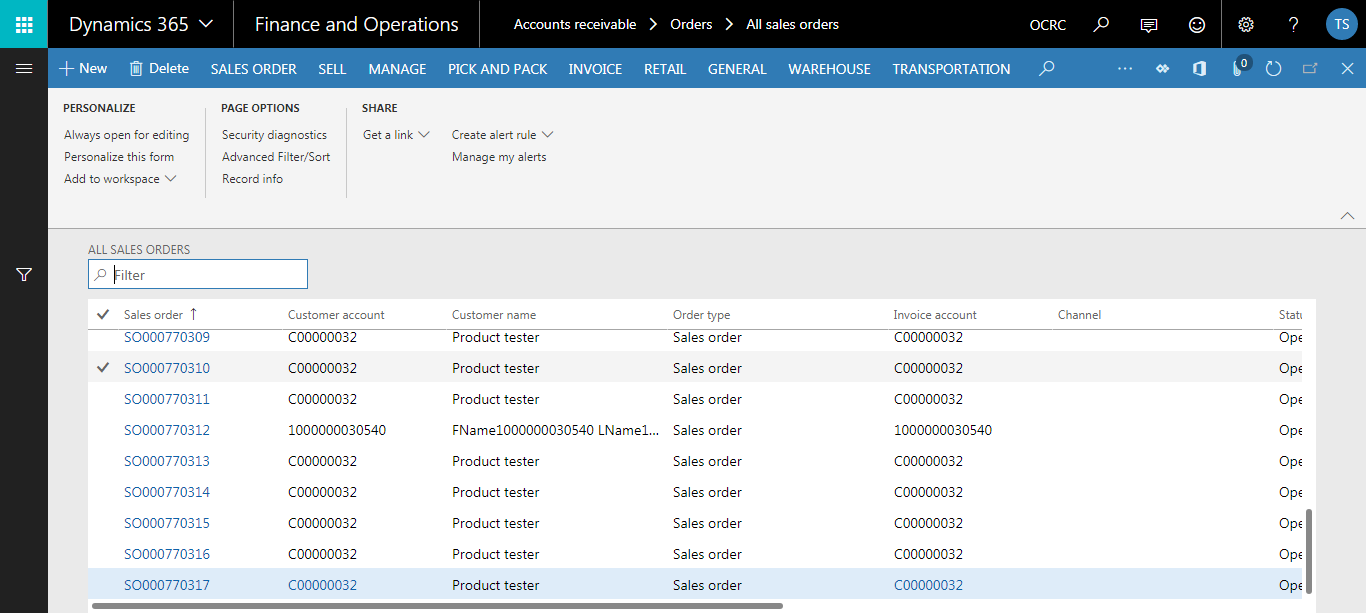 Dynamics 365 Finance and Operations Accounts receivable Orders All sales orders OCRC ? TS
New Delete SALES ORDER SELL MANAGE PICK AND PACK INVOICE RETAIL GENERAL WAREHOUSE TRANSPORTATION ... 0
PERSONALIZE PAGE OPTIONS SHARE
Always open for editing Security diagnostics Get a link Create alert rule
Personalize this form Advanced Filter/Sort Manage my alerts
Add to workspace Record info
ALL SALES ORDERS
Filter
Sales order Customer account Customer name Order type Invoice account Channel Statu
SO000770309 C00000032 Product tester Sales order C00000032 Ope
SO000770310 C00000032 Product tester Sales order C00000032 Ope
SO000770311 C00000032 Product tester Sales order C00000032 Ope
SO000770312 1000000030540 FName1000000030540 LName1... Sales order 1000000030540 Ope
SO000770313 C00000032 Product tester Sales order C00000032 Ope
SO000770314 C00000032 Product tester Sales order C00000032 Ope
SO000770315 C00000032 Product tester Sales order C00000032 Ope
SO000770316 C00000032 Product tester Sales order C00000032 Ope
SO000770317 C00000032 Product tester Sales order C00000032 Ope